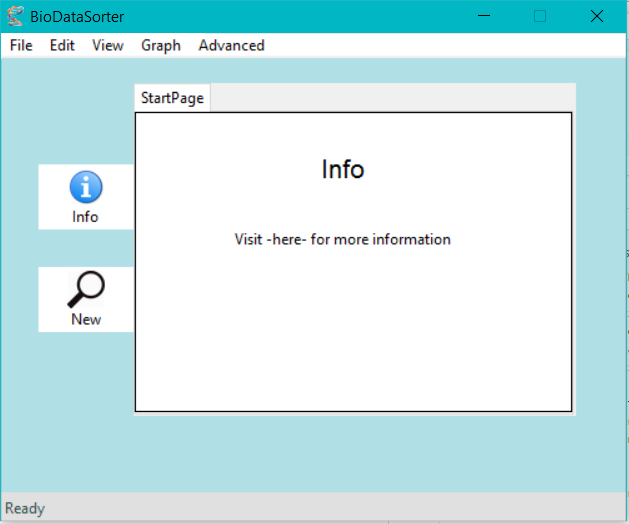 BioDataSorter
File Edit View Graph Advanced
StartPage
Info
Visit -here- for more information
Info
New
Ready